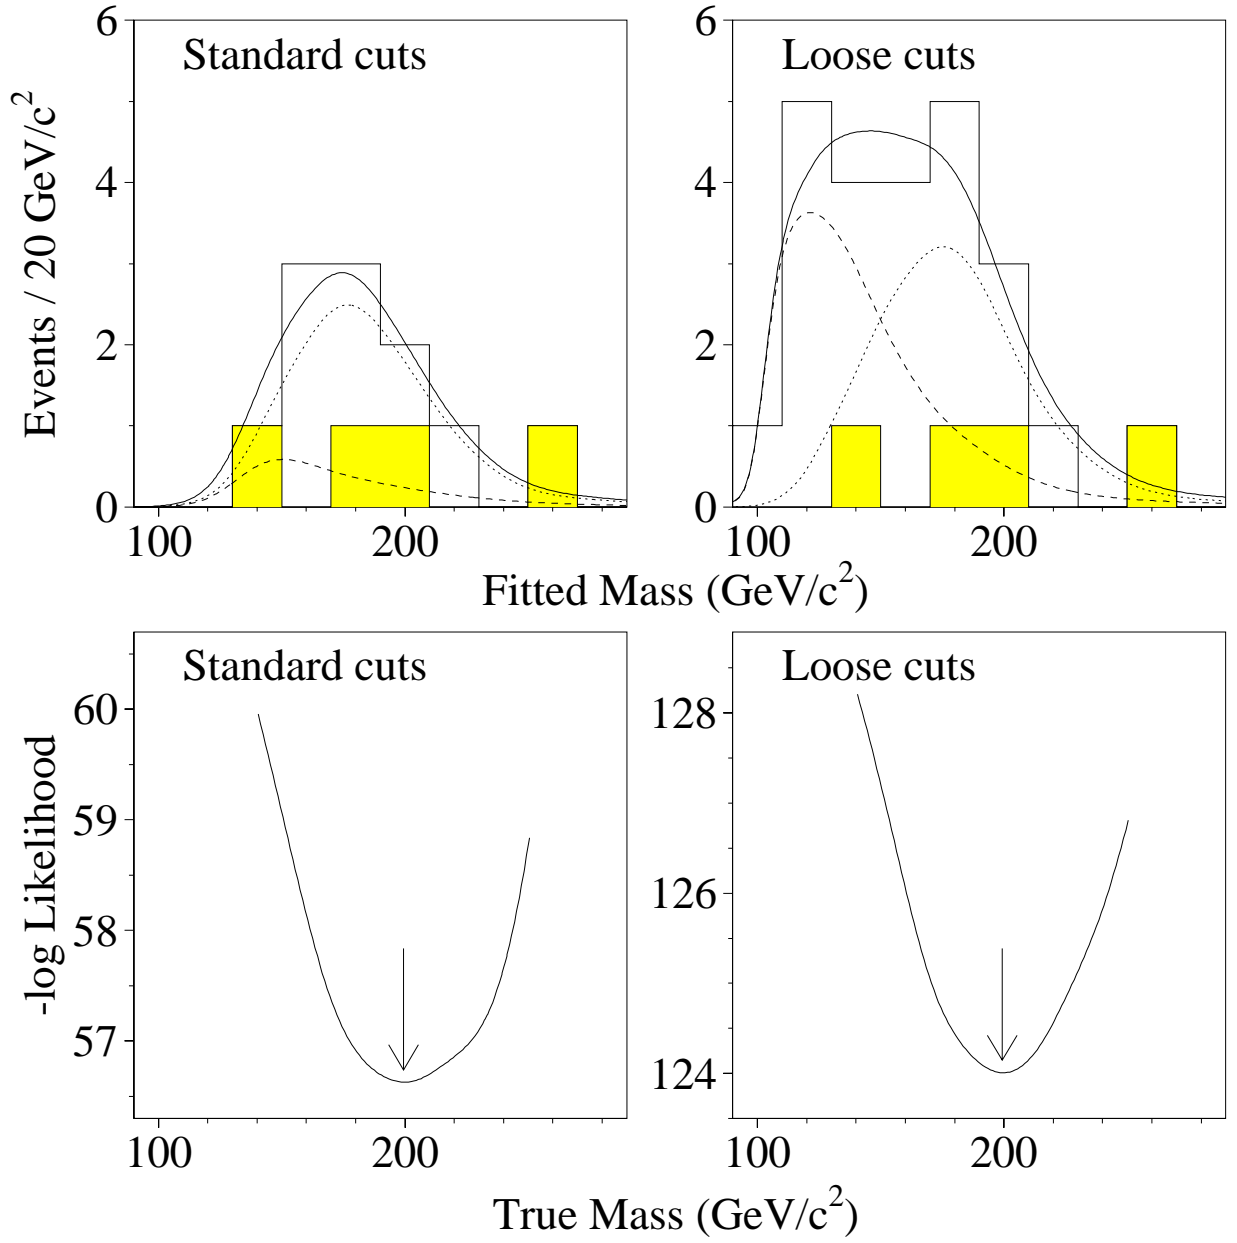 Standard cuts
Loose cuts
Events / 20 GeV/c²
6
4
2
0
100
200
6
4
2
0
100
200
Fitted Mass (GeV/c²)
Standard cuts
Loose cuts
-log Likelihood
60
59
58
57
100
200
128
126
124
100
200
True Mass (GeV/c²)